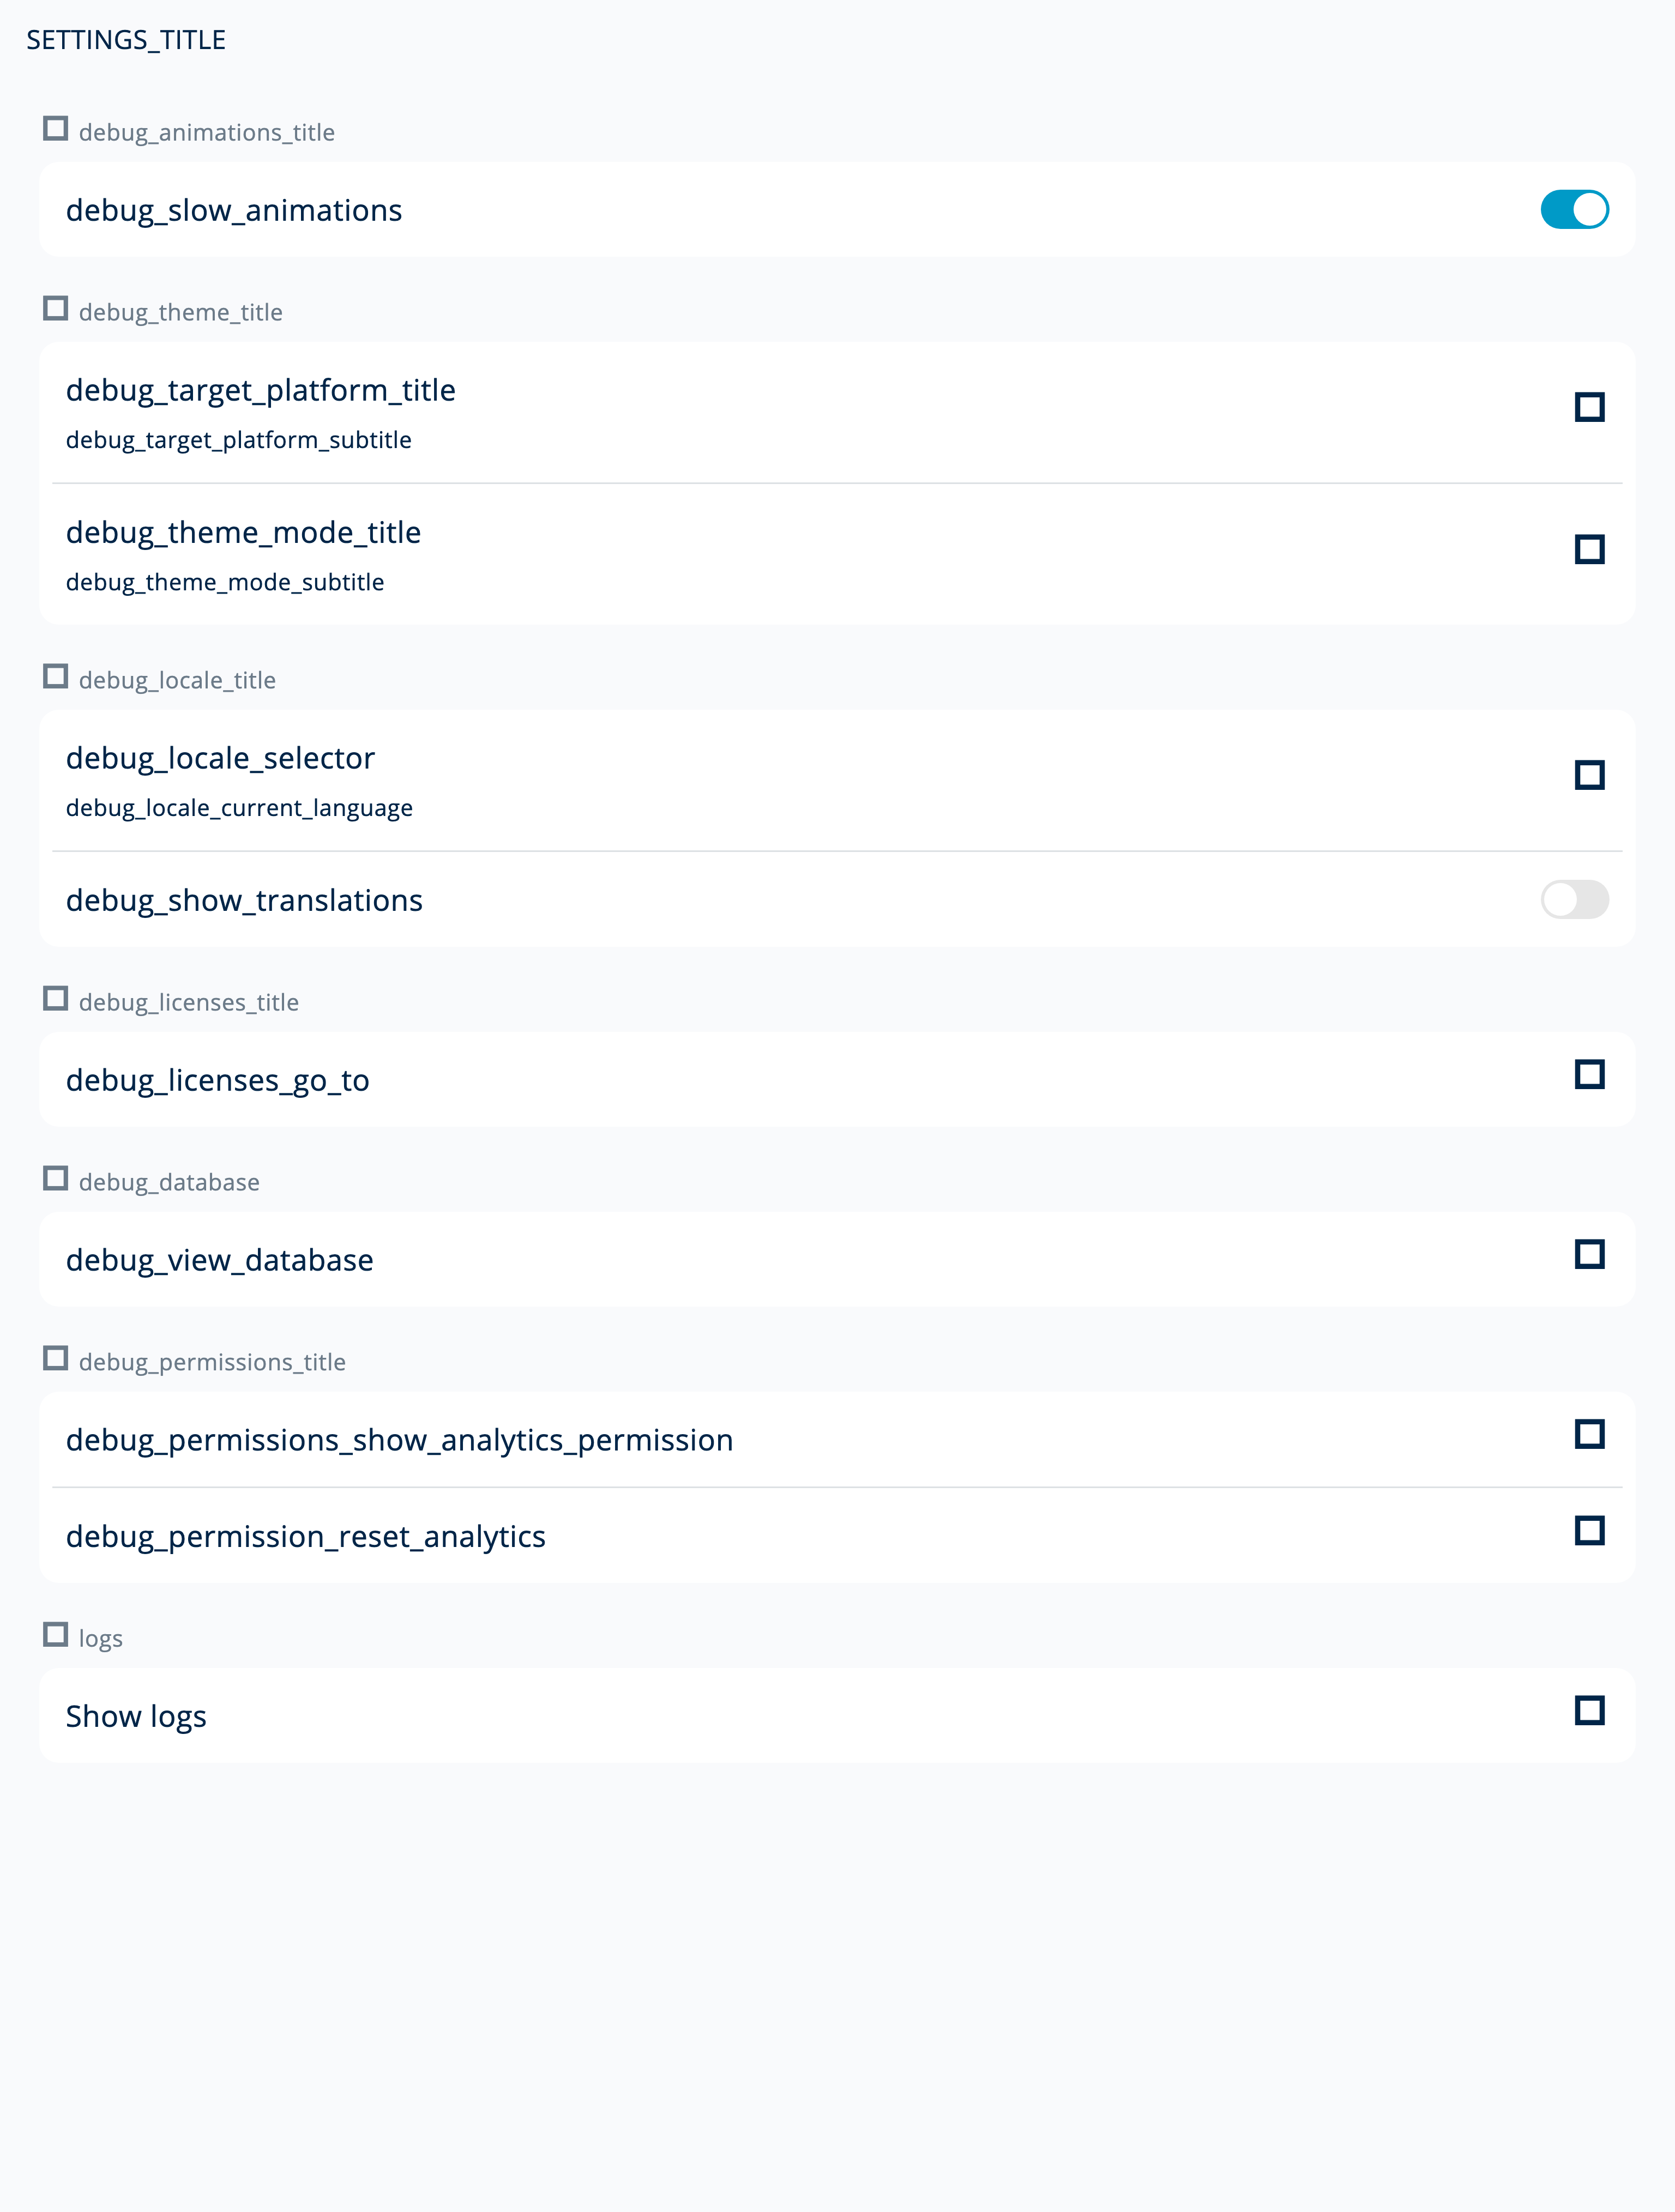 SETTINGS_TITLE
debug_animations_title
debug_slow_animations
debug_theme_title
debug_target_platform_title
debug_target_platform_subtitle
debug_theme_mode_title
debug_theme_mode_subtitle
debug_locale_title
debug_locale_selector
debug_locale_current_language
debug_show_translations
debug_licenses_title
debug_licenses_go_to
debug_database
debug_view_database
debug_permissions_title
debug_permissions_show_analytics_permission
debug_permission_reset_analytics
logs
Show logs